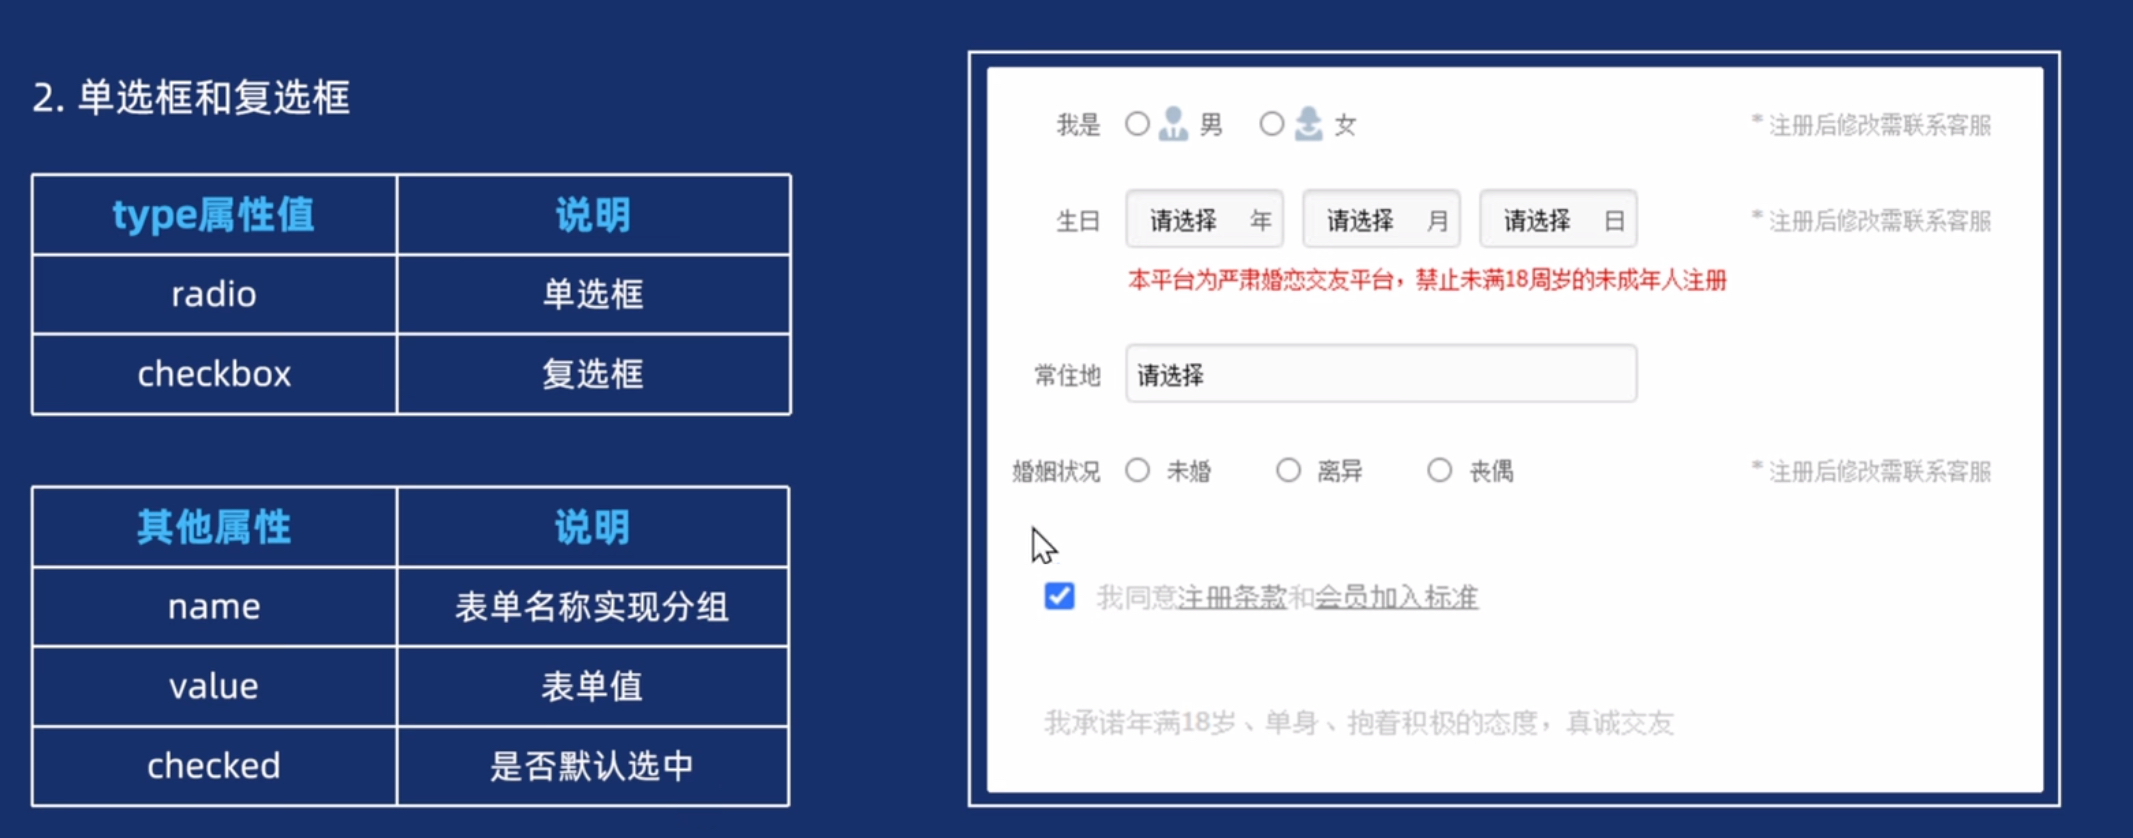 2. 单选框和复选框
type属性值 说明
radio 单选框
checkbox 复选框
其他属性 说明
name 表单名称实现分组
value 表单值
checked 是否默认选中
我是 男 女 * 注册后修改需联系客服
生日 请选择 年 请选择 月 请选择 日 * 注册后修改需联系客服
本平台为严肃婚恋交友平台，禁止未满18周岁的未成年人注册
常住地 请选择
婚姻状况 未婚 离异 丧偶 * 注册后修改需联系客服
我同意注册条款和会员加入标准
我承诺年满18岁、单身、抱着积极的态度，真诚交友